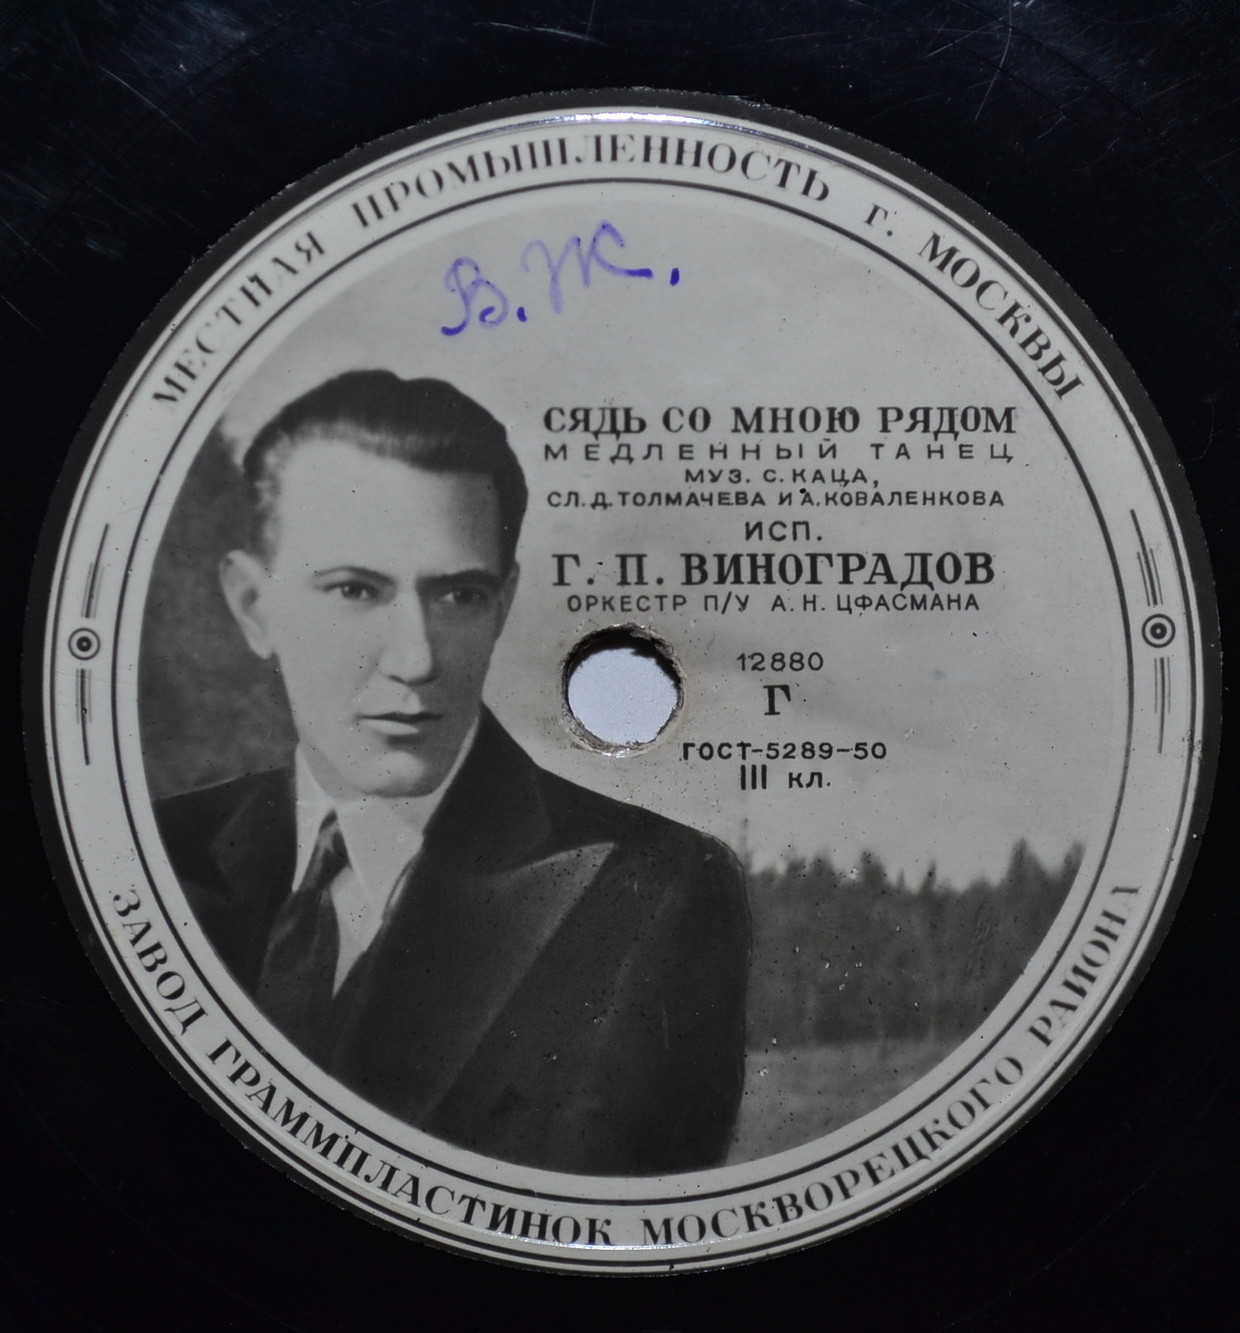 МЕСТНАЯ ПРОМЫШЛЕННОСТЬ Г. МОСКВЫ
В. Ж.
СЯДЬ СО МНОЮ РЯДОМ
МЕДЛЕННЫЙ ТАНЕЦ
МУЗ. С. КАЦА,
СЛ. Д. ТОЛМАЧЕВА И А. КОВАЛЕНКОВА
ИСП.
Г. П. ВИНОГРАДОВ
ОРКЕСТР П/У А. Н. ЦФАСМАНА
12880
Г
ГОСТ-5289-50
III КЛ.
ЗАВОД ГРАММПЛАСТИНОК МОСКВОРЕЦКОГО РАЙОНА